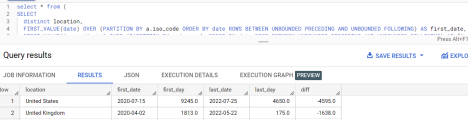 select * from (
SELECT
distinct location,
FIRST_VALUE(date) OVER (PARTITION BY a.iso_code ORDER BY date ROWS BETWEEN UNBOUNDED PRECEDING AND UNBOUNDED FOLLOWING) AS first_date,
Press Alt+F1
Query results
SAVE RESULTS
EXPLO
JOB INFORMATION RESULTS JSON EXECUTION DETAILS EXECUTION GRAPH PREVIEW
low location first_date first_day last_date last_day diff
1 United States 2020-07-15 9245.0 2022-07-25 4650.0 -4595.0
2 United Kingdom 2020-04-02 1813.0 2022-05-22 175.0 -1638.0